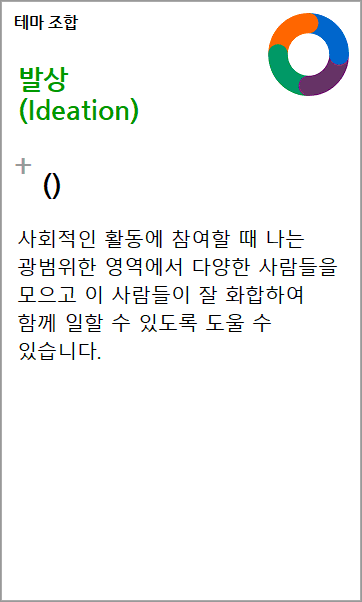 테마 조합
발상
(Ideation)
+
()
사회적인 활동에 참여할 때 나는
광범위한 영역에서 다양한 사람들을
모으고 이 사람들이 잘 화합하여
함께 일할 수 있도록 도울 수
있습니다.